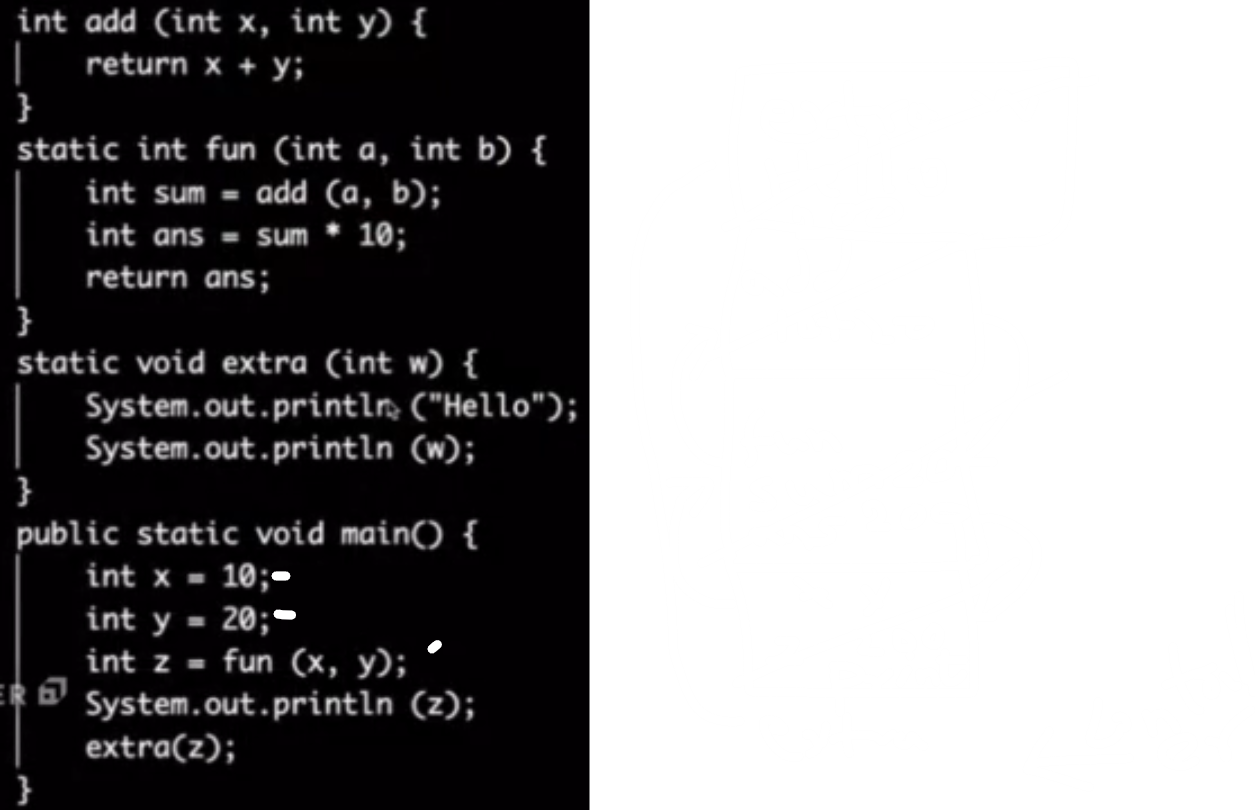 int add (int x, int y) {
return x + y;
}
static int fun (int a, int b) {
int sum = add (a, b);
int ans = sum * 10;
return ans;
}
static void extra (int w) {
System.out.println ("Hello");
System.out.println (w);
}
public static void main() {
int x = 10;
int y = 20;
int z = fun (x, y);
ER
System.out.println (z);
extra(z);
}